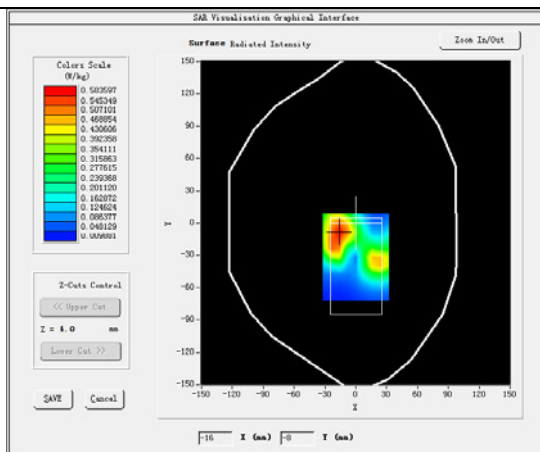 SAR Visualisation Graphical Interface
Surface Radiated Intensity
Zoom In/Out
Colors Scale
(W/kg)
0.583597
0.545349
0.507101
0.468854
0.430606
0.392358
0.354111
0.315863
0.277615
0.239368
0.201120
0.162872
0.124624
0.086377
0.048129
0.009881
150
120
90
60
30
0
-30
-60
-90
-120
-150
Y
-150 -120 -90 -60 -30 0 30 60 90 120 150
X
Z-Cuts Control
<< Upper Cut
Z = 4.0 mm
Lower Cut >>
SAVE Cancel
-16 X (mm) -8 Y (mm)